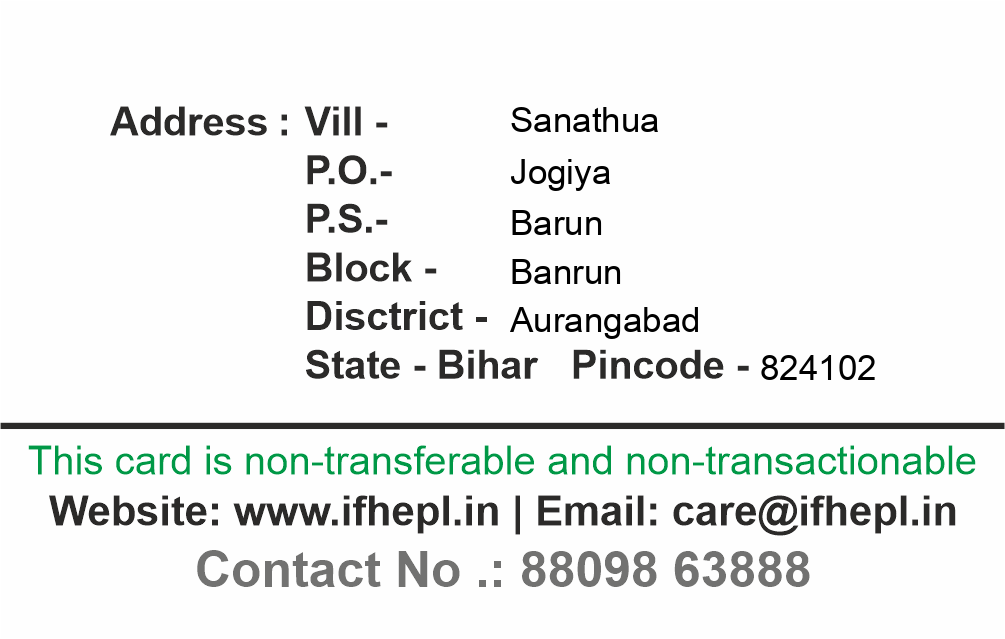 Address : Vill - Sanathua
P.O.- Jogiya
P.S.- Barun
Block - Banrun
Disctrict - Aurangabad
State - Bihar Pincode - 824102
This card is non-transferable and non-transactionable
Website: www.ifhepl.in | Email: care@ifhepl.in
Contact No .: 88098 63888